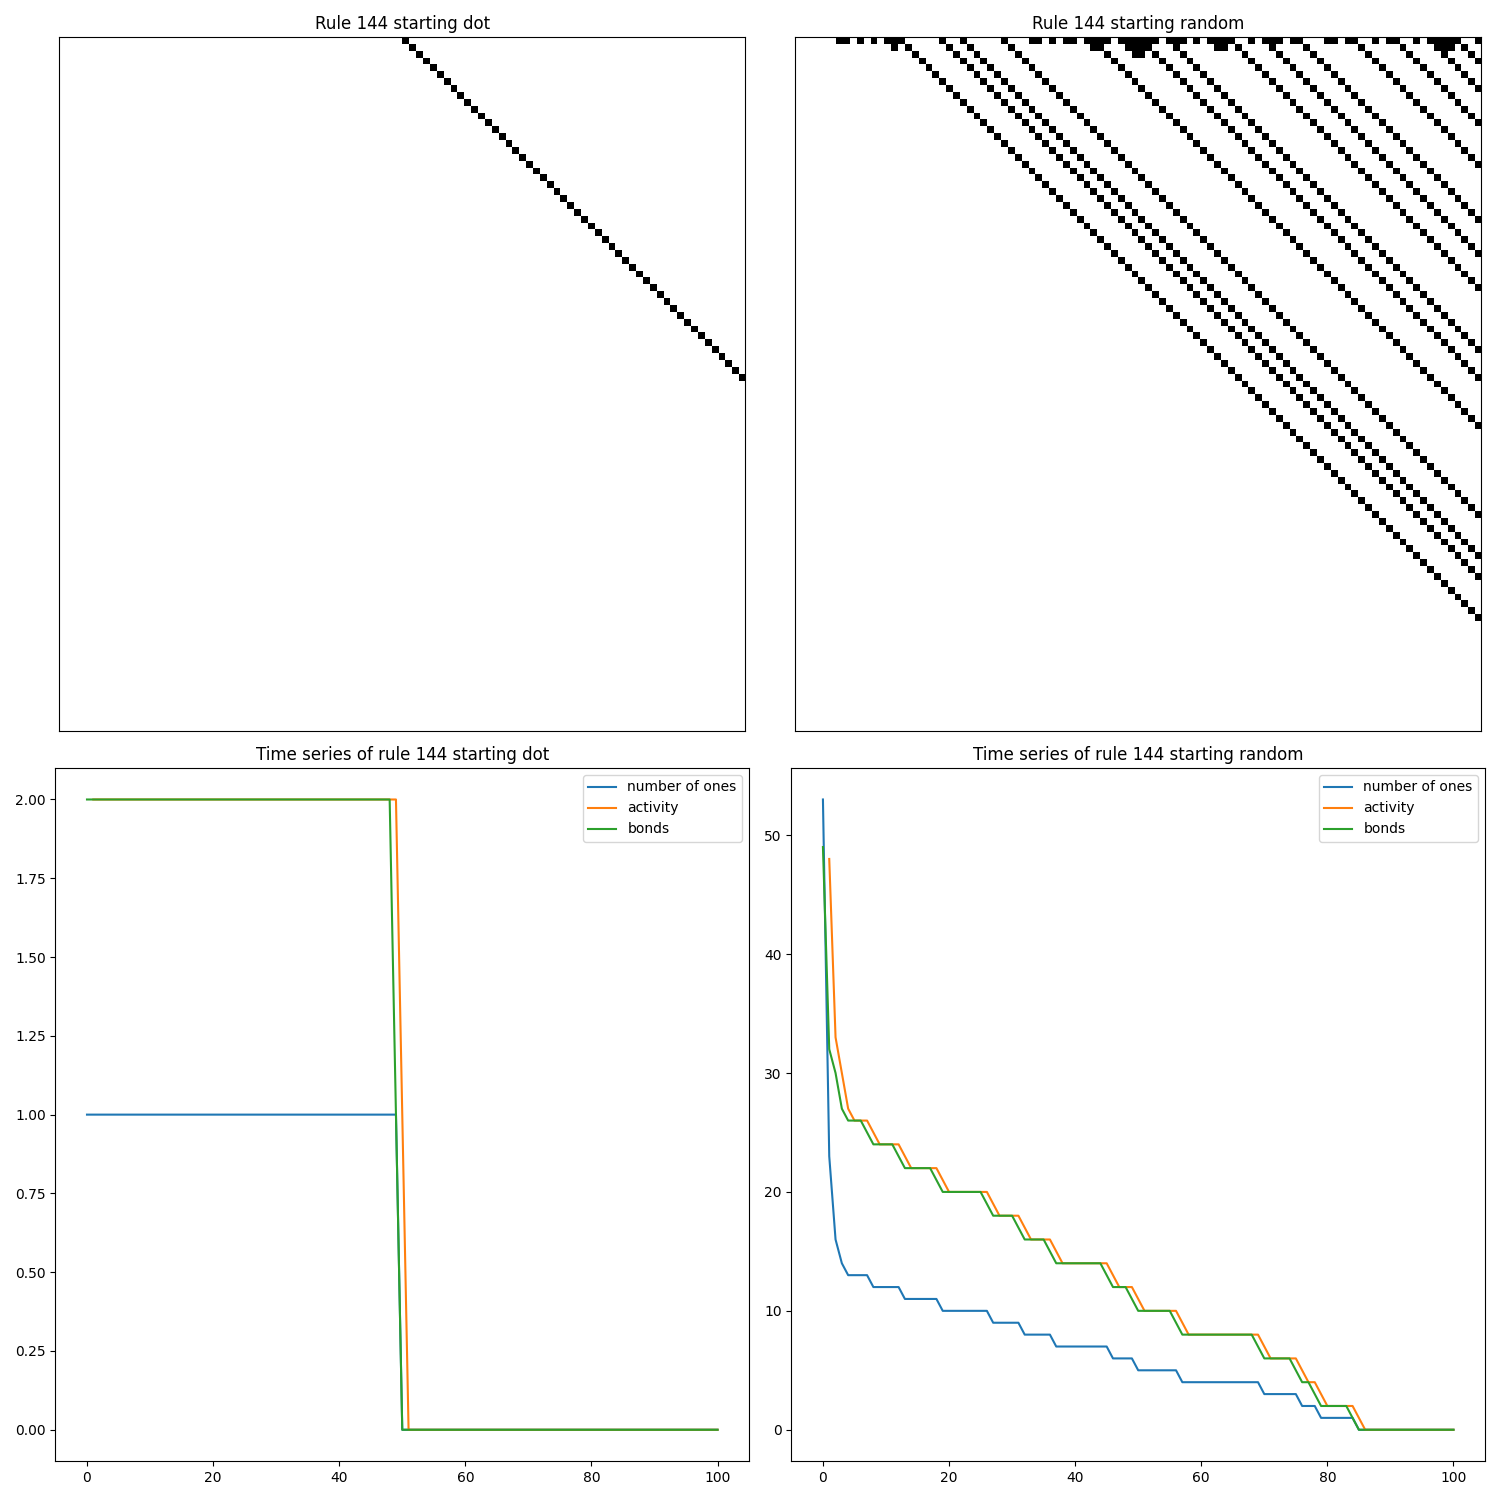 Rule 144 starting dot
Rule 144 starting random
Time series of rule 144 starting dot
number of ones
activity
bonds
2.00
1.75
1.50
1.25
1.00
0.75
0.50
0.25
0.00
0 20 40 60 80 100
Time series of rule 144 starting random
number of ones
activity
bonds
50
40
30
20
10
0
0 20 40 60 80 100